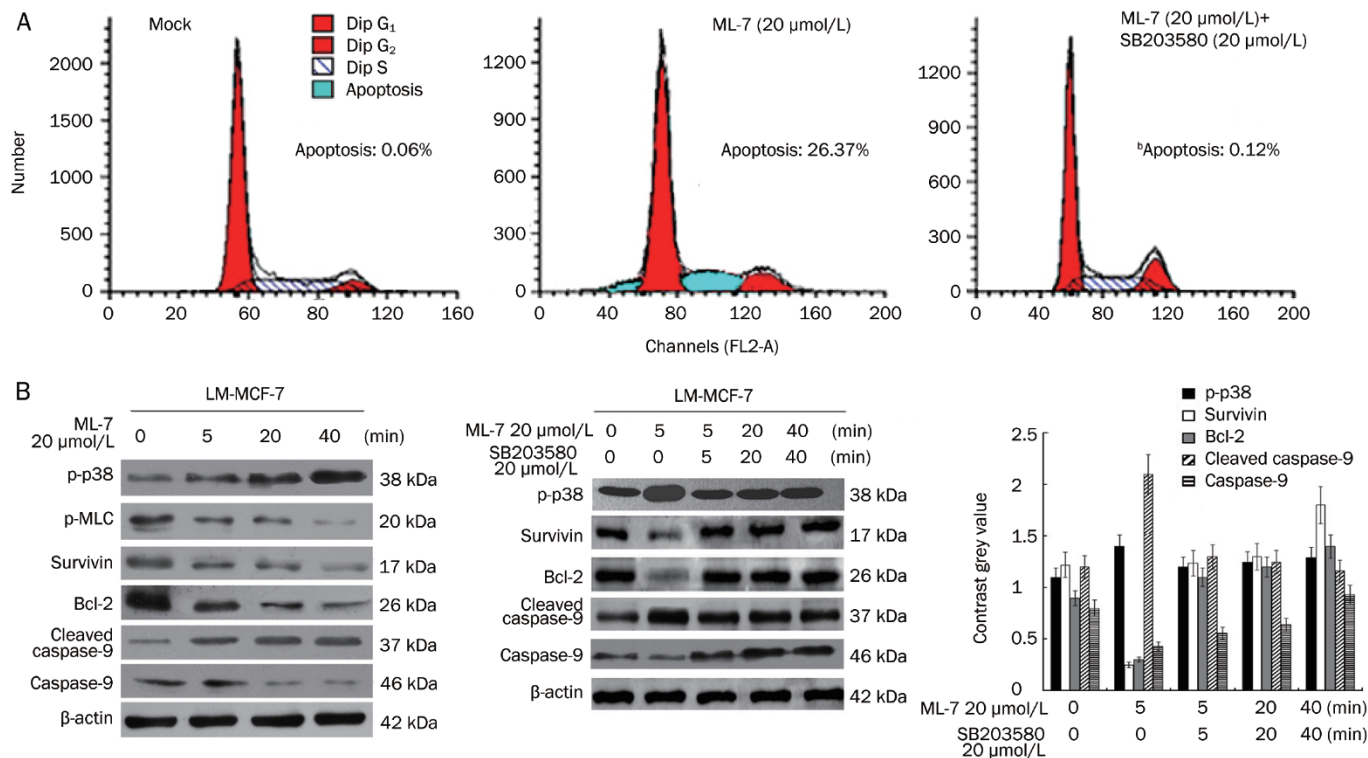 A
Mock
Dip G₁
Dip G₂
Dip S
Apoptosis
Apoptosis: 0.06%
Number
2000
1500
1000
500
0
0 20 60 80 120 160
ML-7 (20 µmol/L)
Apoptosis: 26.37%
1200
900
600
300
0
0 40 80 120 160 200
Channels (FL2-A)
ML-7 (20 µmol/L)+
SB203580 (20 µmol/L)
ᵇApoptosis: 0.12%
1200
900
600
300
0
0 40 80 120 160 200
B
LM-MCF-7
ML-7
20 µmol/L
0 5 20 40 (min)
p-p38 38 kDa
p-MLC 20 kDa
Survivin 17 kDa
Bcl-2 26 kDa
Cleaved
caspase-9 37 kDa
Caspase-9 46 kDa
β-actin 42 kDa
LM-MCF-7
ML-7 20 µmol/L 0 5 5 20 40 (min)
SB203580
20 µmol/L
0 0 5 20 40 (min)
p-p38 38 kDa
Survivin 17 kDa
Bcl-2 26 kDa
Cleaved
caspase-9 37 kDa
Caspase-9 46 kDa
β-actin 42 kDa
p-p38
Survivin
Bcl-2
Cleaved caspase-9
Caspase-9
Contrast grey value
2.5
2
1.5
1
0.5
0
ML-7 20 µmol/L 0 5 5 20 40 (min)
SB203580
20 µmol/L
0 0 5 20 40 (min)